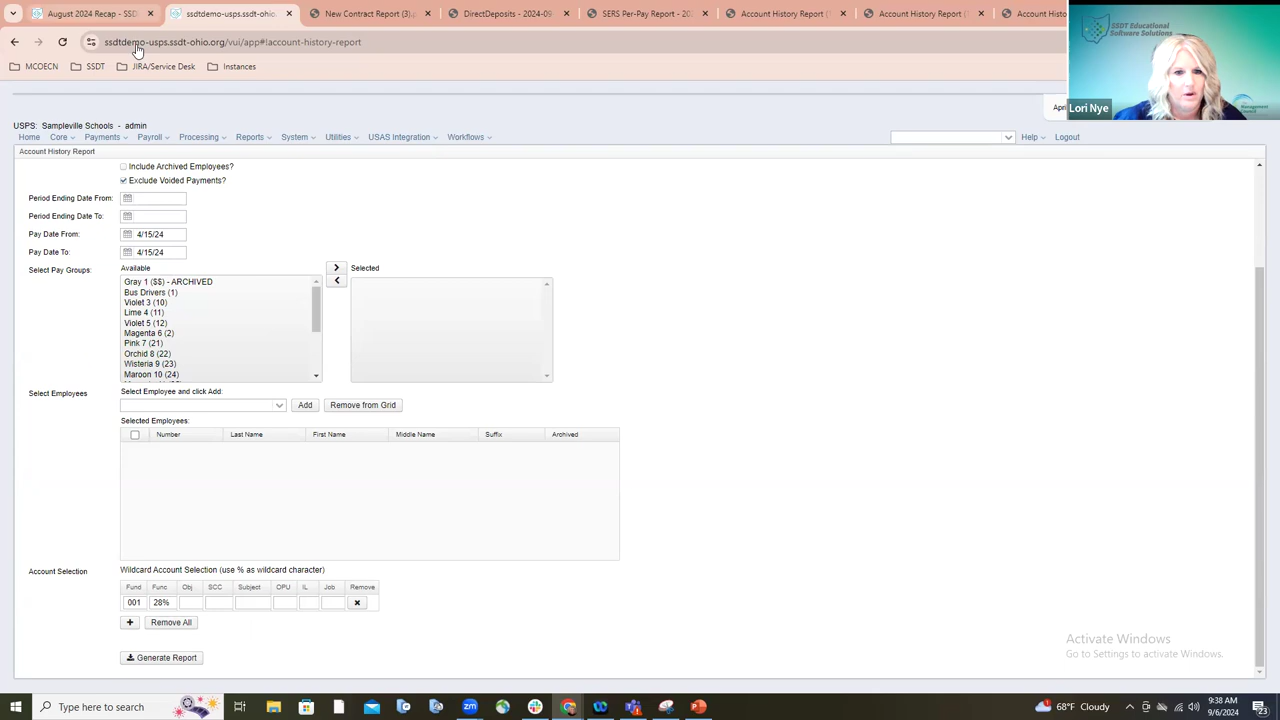 August 2024 Recap - SSD
ssdtdemo-usps.ssdt-ohio.
New Contract Report (3).p
DirectDeposits - 2024-09
SERS Per-Pay Report - 202
Account History Report (
Account History Report (
Account Histo
ssdtdemo-usps.ssdt-ohio.org/vui/app#!account-history-report
MCOECN SSDT JIRA/Service Desk Instances
SSDT Educational
Software Solutions
Management
Council
Lori Nye
USPS: Sampleville Schools - admin
Home Core Payments Payroll Processing Reports System Utilities USAS Integration Workflows Help Logout
Account History Report
Include Archived Employees?
Exclude Voided Payments?
Period Ending Date From:
Period Ending Date To:
Pay Date From: 4/15/24
Pay Date To: 4/15/24
Select Pay Groups: Available > Selected
<
Gray 1 ($$) - ARCHIVED
Bus Drivers (1)
Violet 3 (10)
Lime 4 (11)
Violet 5 (12)
Magenta 6 (2)
Pink 7 (21)
Orchid 8 (22)
Wisteria 9 (23)
Maroon 10 (24)
Select Employees Select Employee and click Add:
Add Remove from Grid
Selected Employees:
Number Last Name First Name Middle Name Suffix Archived
Account Selection Wildcard Account Selection (use % as wildcard character)
Fund Func Obj SCC Subject OPU IL Job Remove
001 28%
+ Remove All
Generate Report
Activate Windows
Go to Settings to activate Windows.
Type here to search
68°F Cloudy
9:38 AM
9/6/2024
23